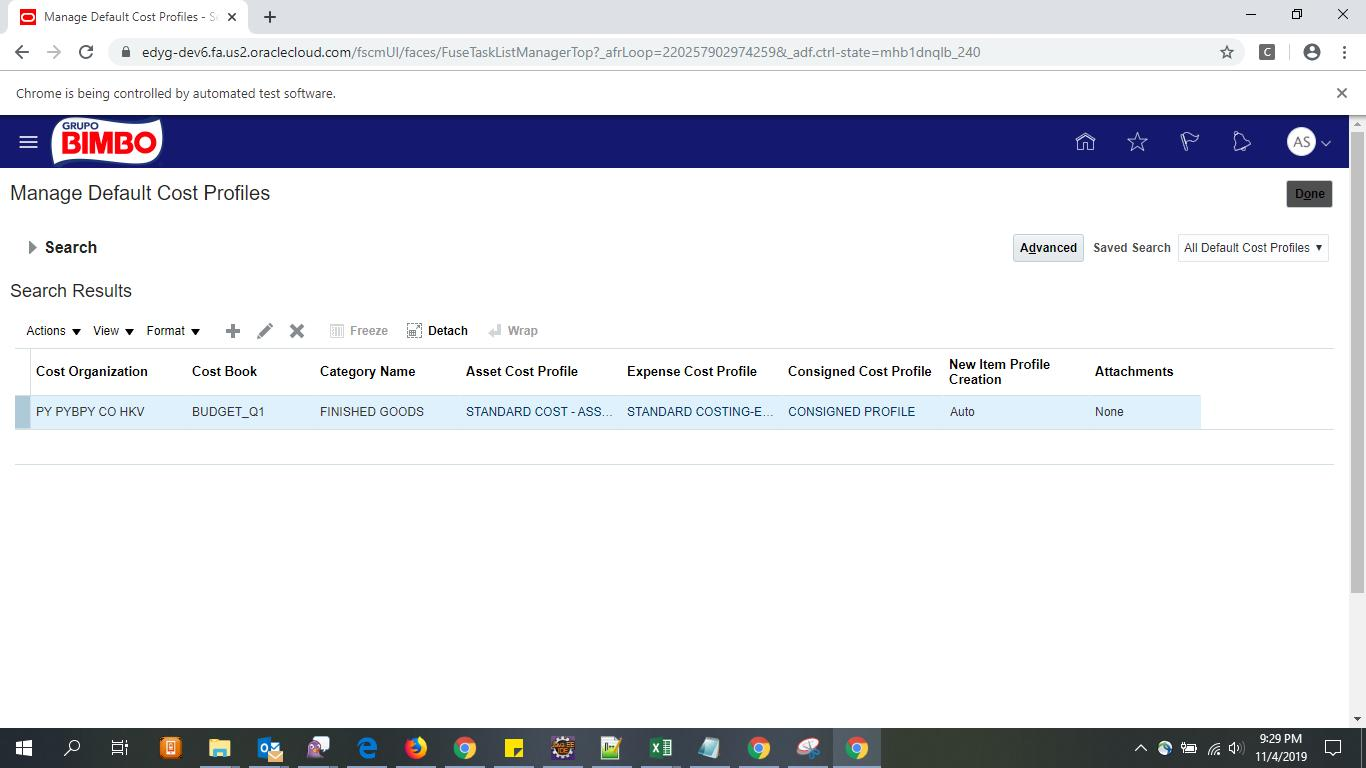 Manage Default Cost Profiles - S
edyg-dev6.fa.us2.oraclecloud.com/fscmUI/faces/FuseTaskListManagerTop?_afrLoop=220257902974259&_adf.ctrl-state=mhb1dnqlb_240
C
Chrome is being controlled by automated test software.
GRUPO
BIMBO
AS
Manage Default Cost Profiles
Done
Search
Advanced
Saved Search
All Default Cost Profiles
Search Results
Actions View Format Freeze Detach Wrap
Cost Organization Cost Book Category Name Asset Cost Profile Expense Cost Profile Consigned Cost Profile New Item Profile Creation Attachments
PY PYBPY CO HKV BUDGET_Q1 FINISHED GOODS STANDARD COST - ASS... STANDARD COSTING-E... CONSIGNED PROFILE Auto None
9:29 PM
11/4/2019